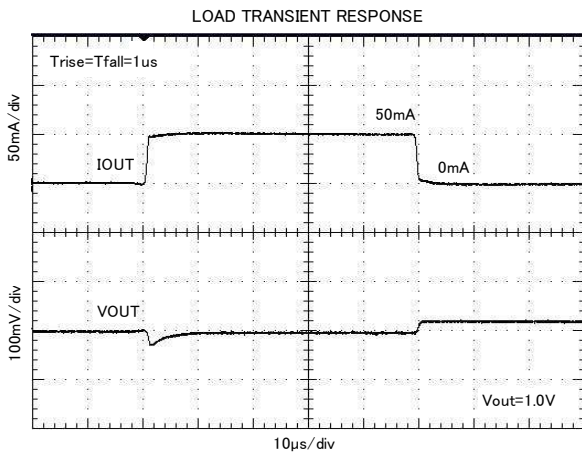 LOAD TRANSIENT RESPONSE
Trise=Tfall=1us
50mA/div
50mA
IOUT
0mA
VOUT
100mV/div
Vout=1.0V
10μs/div